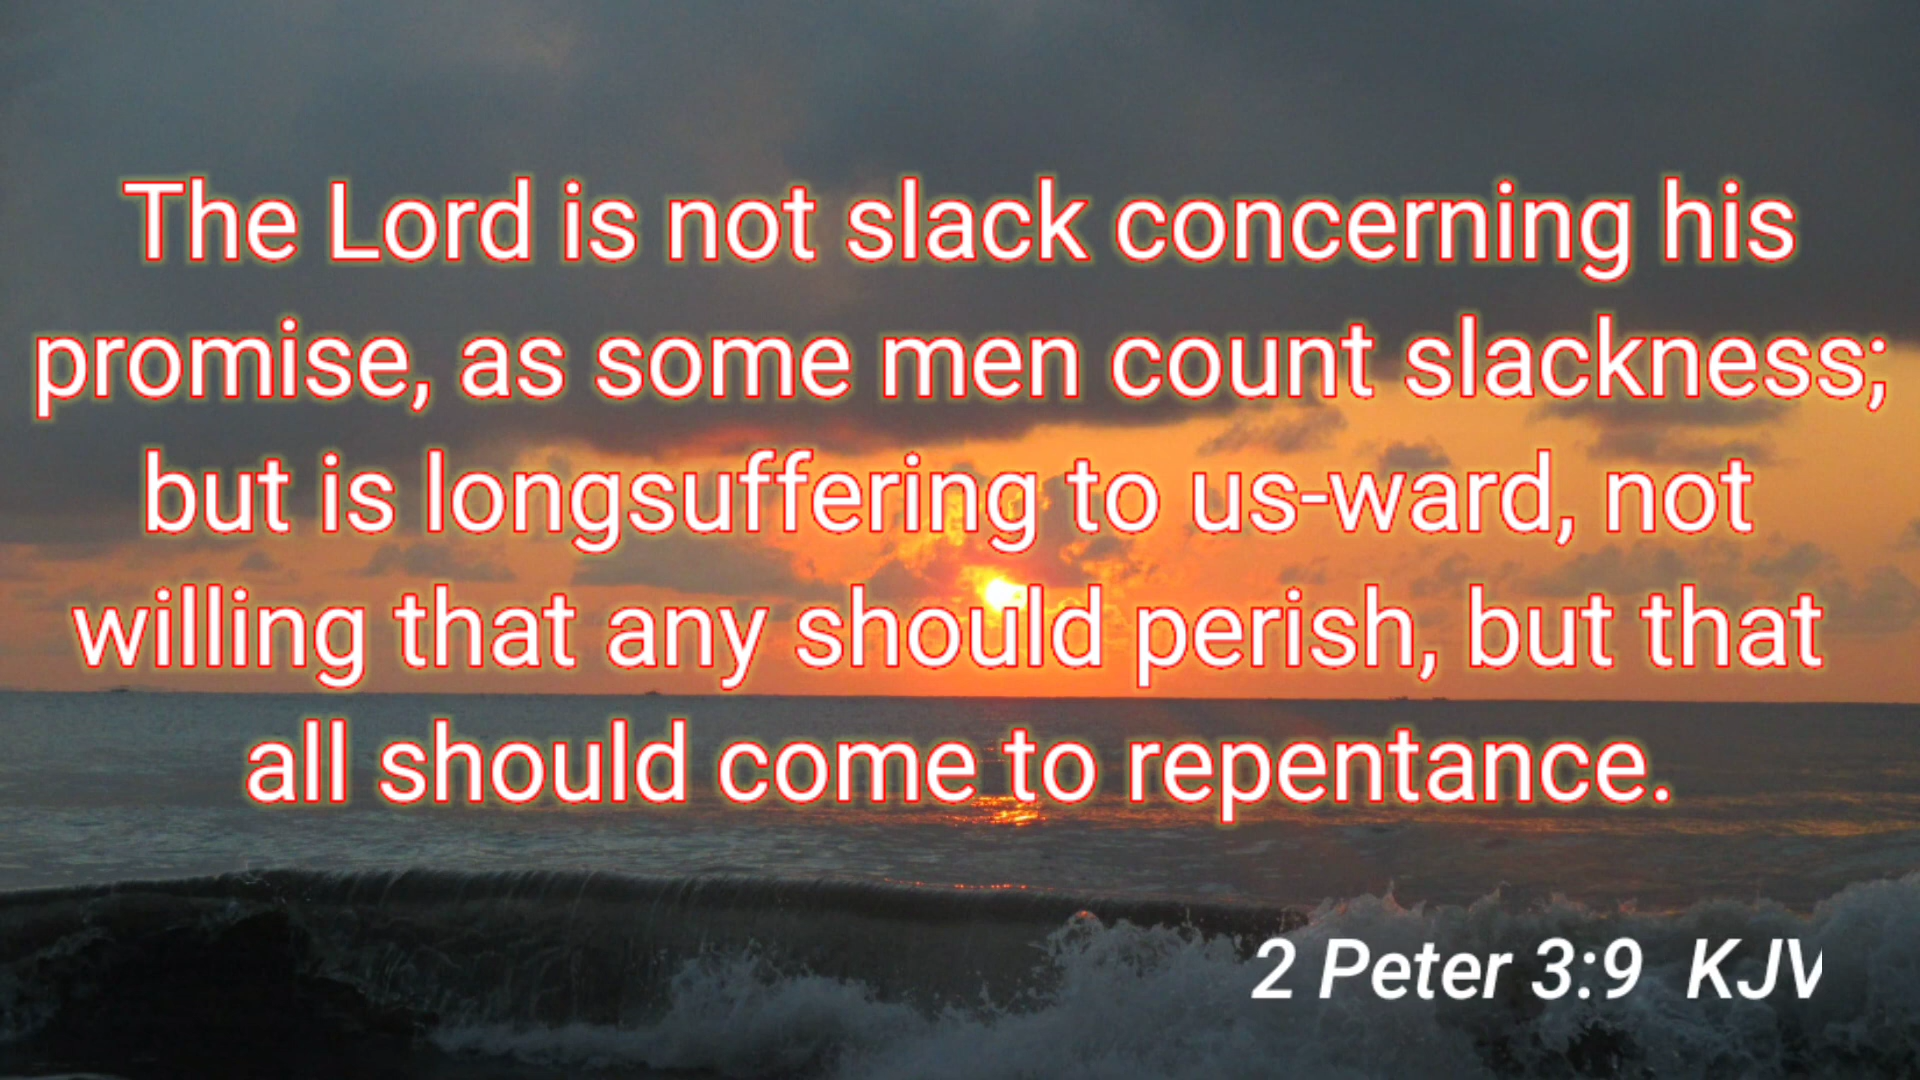 The Lord is not slack concerning his
promise, as some men count slackness;
but is longsuffering to us-ward, not
willing that any should perish, but that
all should come to repentance.
2 Peter 3:9 KJV